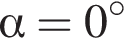 α = 0°